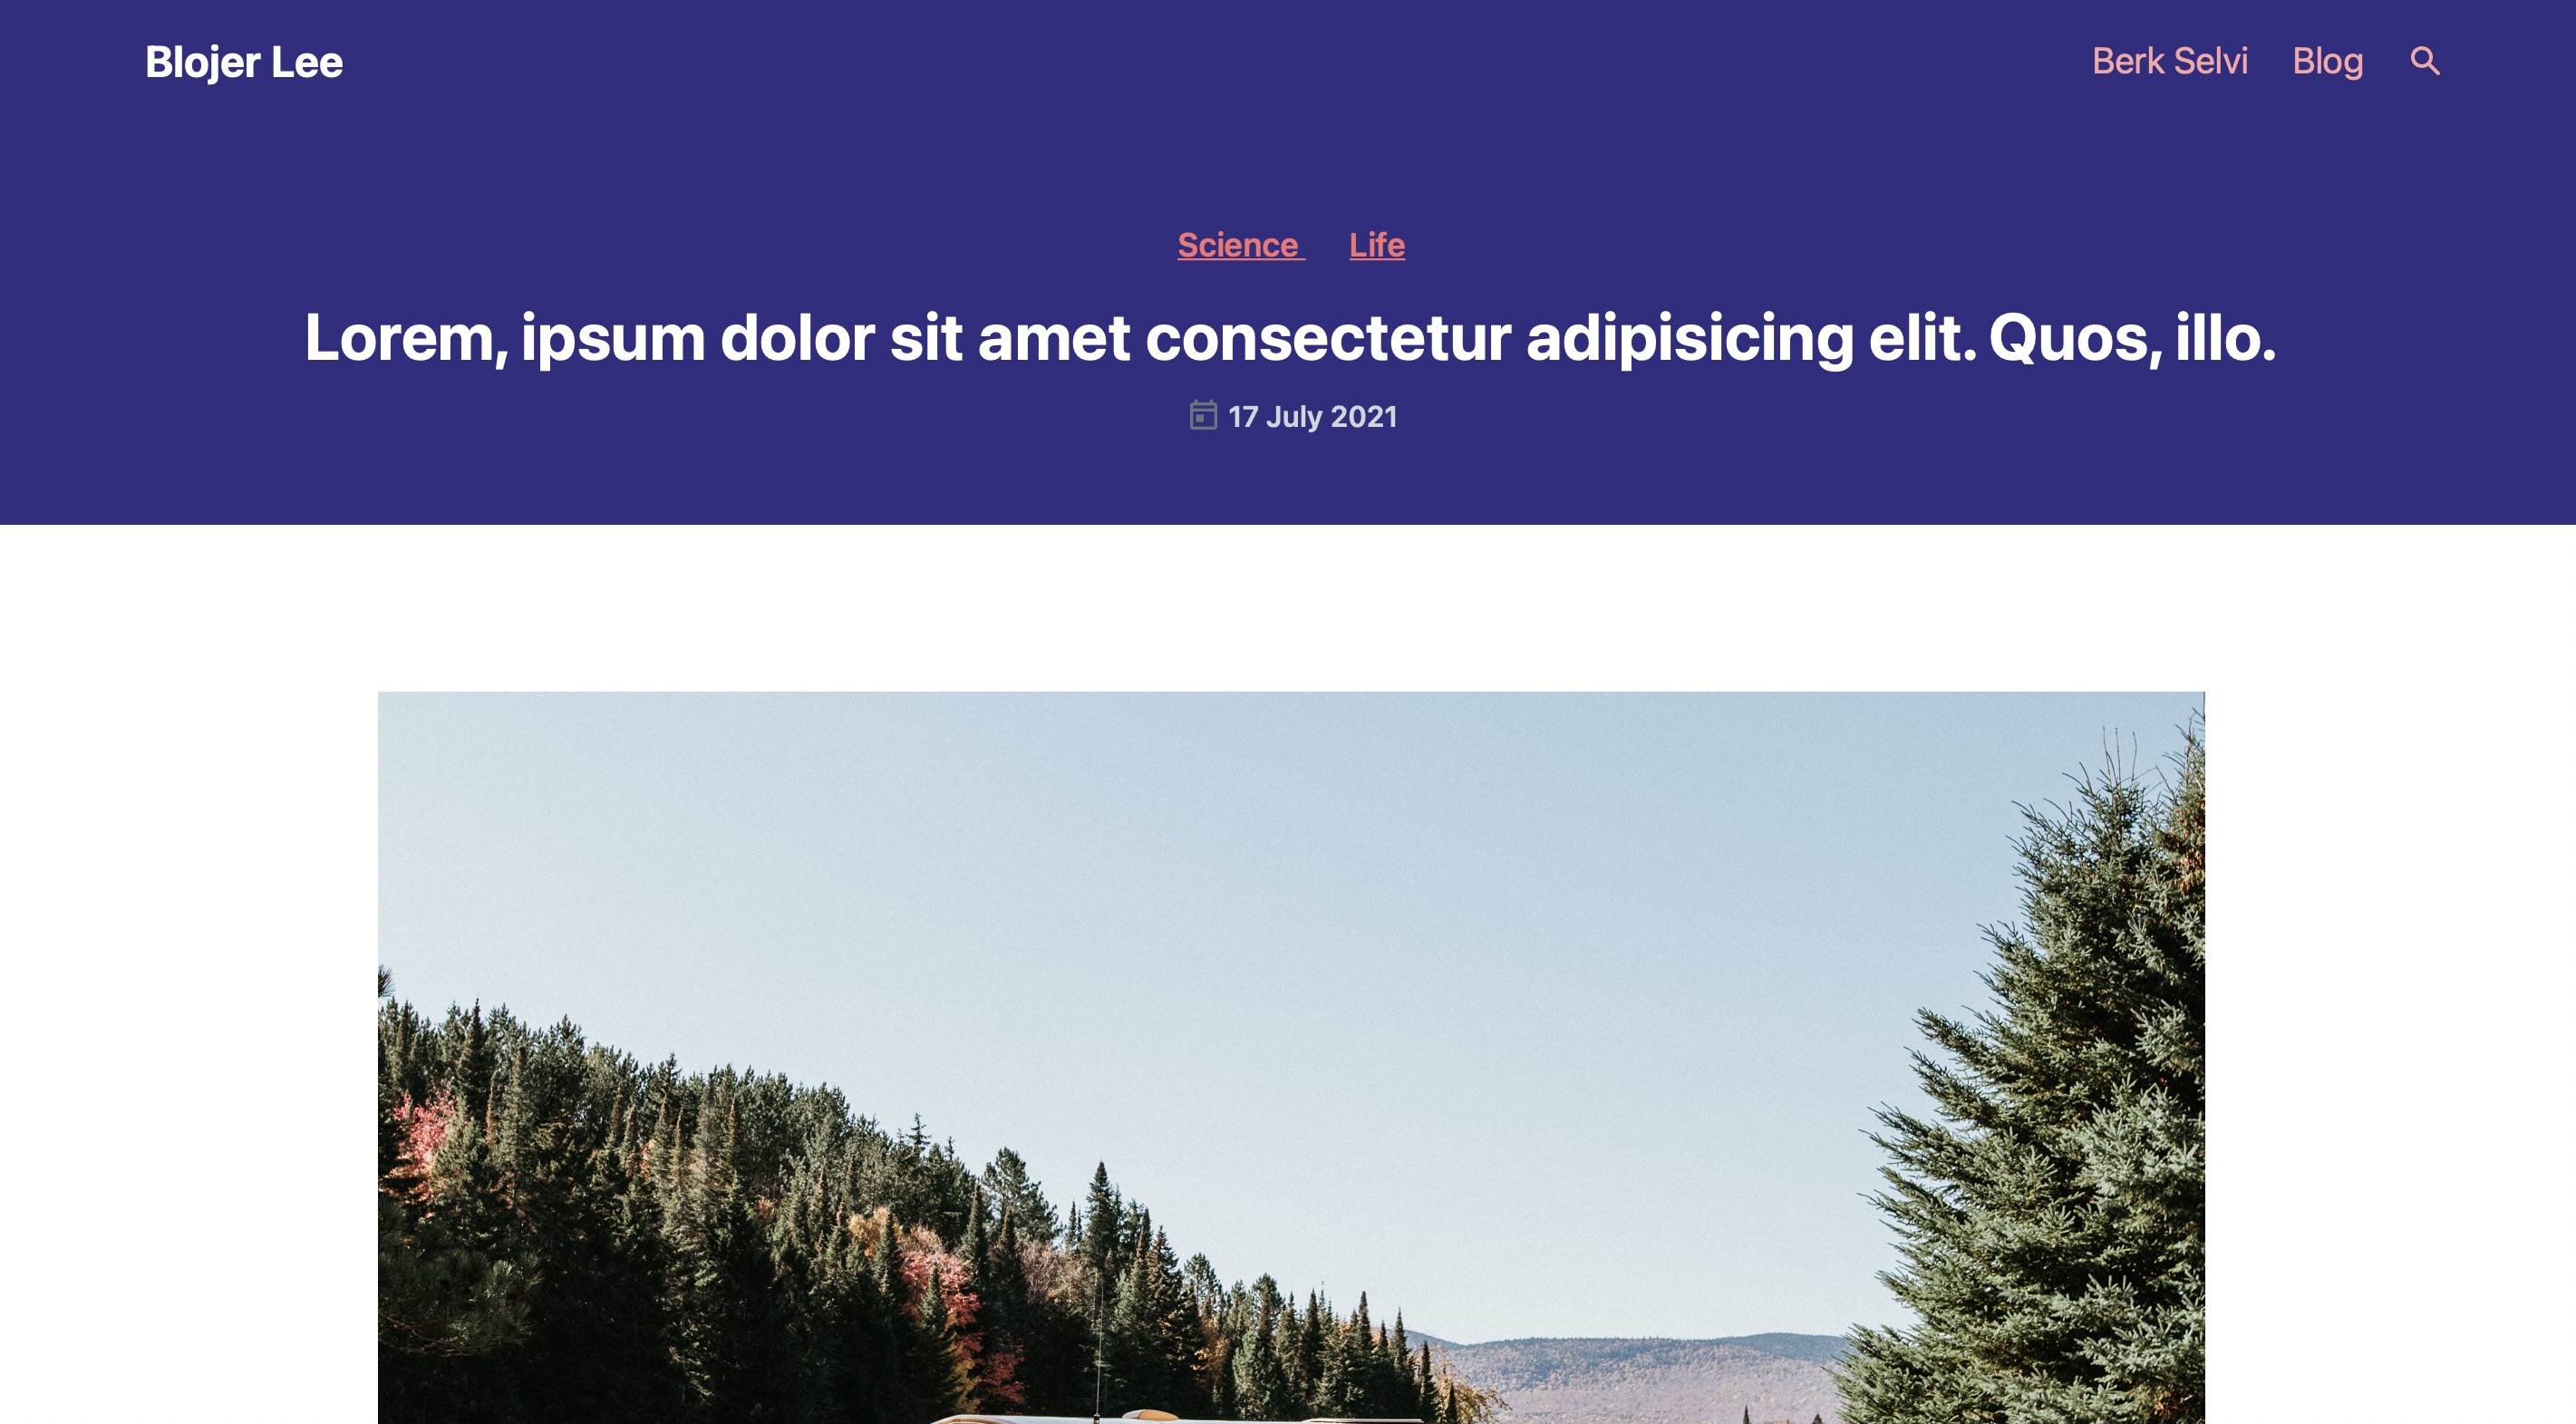 Blojer Lee
Berk Selvi Blog
Science Life
Lorem, ipsum dolor sit amet consectetur adipisicing elit. Quos, illo.
17 July 2021